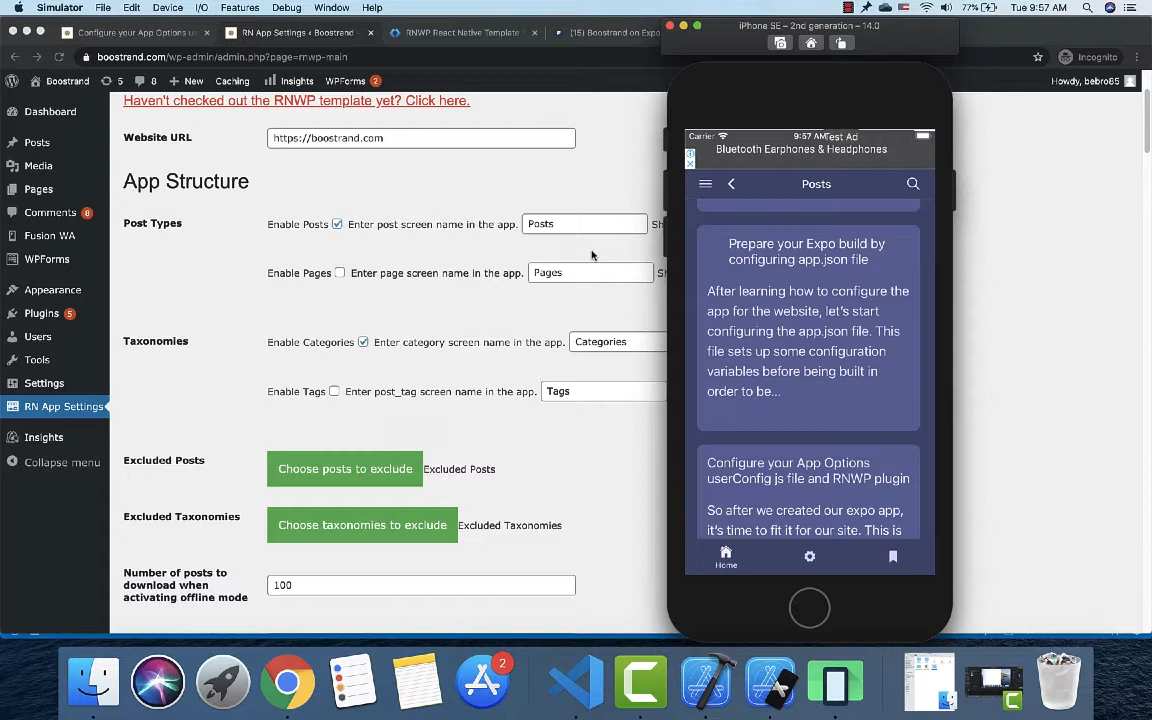 Simulator File Edit Device I/O Features Debug Window Help 77% Tue 9:57 AM
Configure your App Options us
RN App Settings ‹ Boostrand —
RNWP React Native Template
(15) Boostrand on Expo
iPhone SE – 2nd generation – 14.0
boostrand.com/wp-admin/admin.php?page=rnwp-main
Incognito
Boostrand 5 8 New Caching Insights WPForms 2
Howdy, bebro85
Dashboard
Posts
Media
Pages
Comments 8
Fusion WA
WPForms
Appearance
Plugins 5
Users
Tools
Settings
RN App Settings
Insights
Collapse menu
Haven't checked out the RNWP template yet? Click here.
Website URL https://boostrand.com
App Structure
Post Types Enable Posts Enter post screen name in the app. Posts Sh
Enable Pages Enter page screen name in the app. Pages Sh
Taxonomies Enable Categories Enter category screen name in the app. Categories
Enable Tags Enter post_tag screen name in the app. Tags
Excluded Posts Choose posts to exclude Excluded Posts
Excluded Taxonomies Choose taxonomies to exclude Excluded Taxonomies
Number of posts to
download when
activating offline
mode
100
Carrier 9:57 AM Test Ad
Bluetooth Earphones & Headphones
Posts
Prepare your Expo build by
configuring app.json file
After learning how to configure the
app for the website, let's start
configuring the app.json file. This
file sets up some configuration
variables before being built in
order to be...
Configure your App Options
userConfig js file and RNWP plugin
So after we created our expo app,
it's time to fit it for our site. This is
Home
2